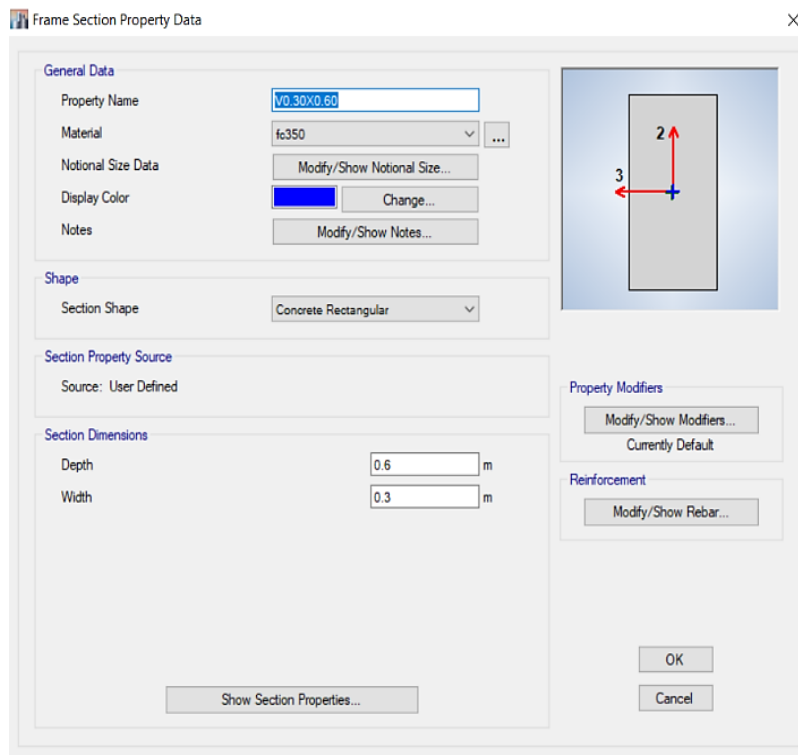 Frame Section Property Data
General Data
Property Name V0.30X0.60
Material fc350 ...
Notional Size Data Modify/Show Notional Size...
Display Color Change...
Notes Modify/Show Notes...
2
3
Shape
Section Shape Concrete Rectangular
Section Property Source
Source: User Defined
Property Modifiers
Modify/Show Modifiers...
Currently Default
Section Dimensions
Depth 0.6 m
Width 0.3 m
Reinforcement
Modify/Show Rebar...
Show Section Properties...
OK
Cancel